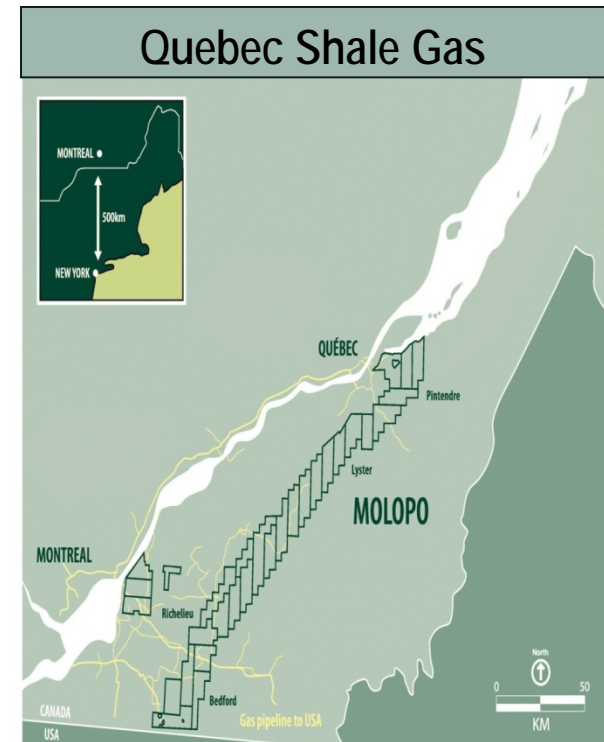 Quebec Shale Gas
MONTREAL
500km
NEW YORK
QUÉBEC
Pintendre
Lyster
MOLOPO
MONTREAL
Richelieu
Bedford
North
0 50
KM
CANADA
USA
Gas pipeline to USA